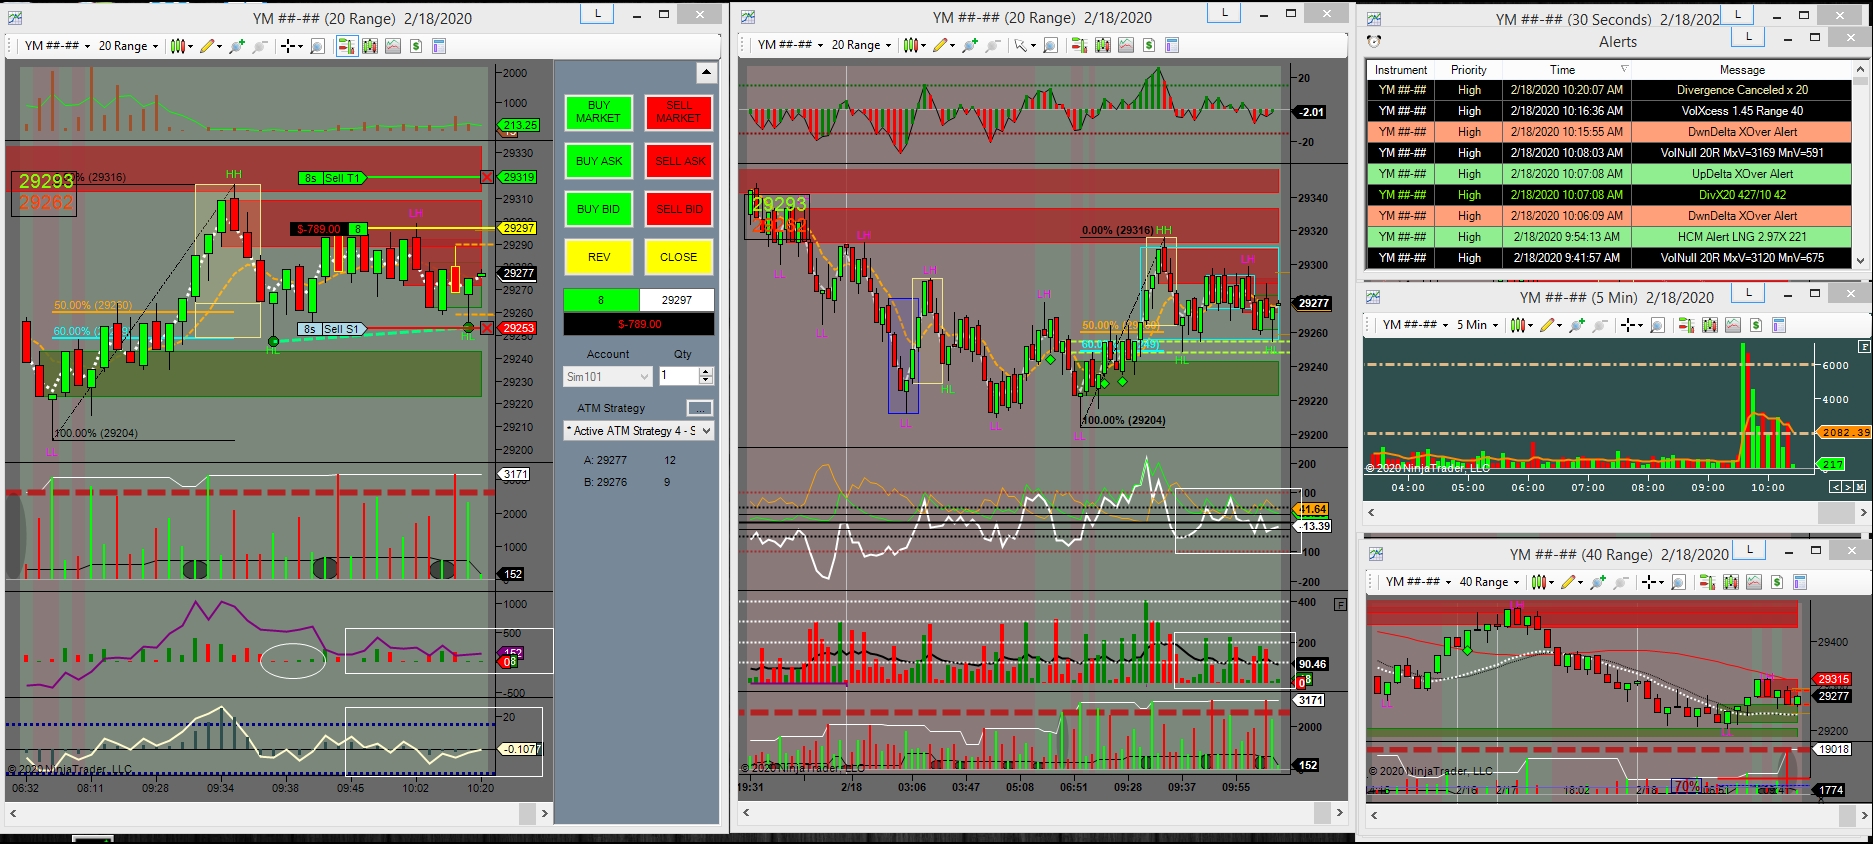 YM ##-## (20 Range)  2/18/2020
L
YM ##-## 20 Range
2000
1000
213.25
29330
29293
29262
(29316)
HH
8s Sell T1
29319
29310
LH
$-789.00 8
29297
29290
29277
29270
50.00% (29260)
60.00%
8s Sell S1
29253
HL
HL
29240
29230
29220
29210
100.00% (29204)
29200
LL
3171
2000
1000
152
1000
500
152
-500
20
-0.1077
© 2020 NinjaTrader, LLC
06:32 08:11 09:28 09:34 09:38 09:45 10:02 10:20
BUY MARKET
SELL MARKET
BUY ASK
SELL ASK
BUY BID
SELL BID
REV
CLOSE
8 29297
$-789.00
Account Qty
Sim101 1
ATM Strategy ...
* Active ATM Strategy 4 - S
A: 29277 12
B: 29276 9
YM ##-## (20 Range)  2/18/2020
L
YM ##-## 20 Range
20
-2.01
-20
29340
29293
0.00% (29316) HH
29320
LH
LL
LH
LH
29300
LH
29277
50.00%
29260
LL
HL
HL
HL
29240
29220
100.00% (29204)
LL
LL
LL
29200
200
100
41.64
-13.39
-100
-200
400
F
200
90.46
3171
2000
152
© 2020 NinjaTrader, LLC
19:31 2/18 03:06 03:47 05:08 06:51 09:28 09:37 09:55
YM ##-## (30 Seconds)  2/18/202
L
Alerts
L
Instrument Priority Time Message
YM ##-## High 2/18/2020 10:20:07 AM Divergence Canceled x 20
YM ##-## High 2/18/2020 10:16:36 AM VolXcess 1.45 Range 40
YM ##-## High 2/18/2020 10:15:55 AM DwnDelta XOver Alert
YM ##-## High 2/18/2020 10:08:03 AM VolNull 20R MxV=3169 MnV=591
YM ##-## High 2/18/2020 10:07:08 AM UpDelta XOver Alert
YM ##-## High 2/18/2020 10:07:08 AM DivX20 427/10 42
YM ##-## High 2/18/2020 10:06:09 AM DwnDelta XOver Alert
YM ##-## High 2/18/2020 9:54:13 AM HCM Alert LNG 2.97X 221
YM ##-## High 2/18/2020 9:41:57 AM VolNull 20R MxV=3120 MnV=675
YM ##-## (5 Min)  2/18/2020
L
YM ##-## 5 Min
F
6000
4000
2082.39
217
© 2020 NinjaTrader, LLC
04:00 05:00 06:00 07:00 08:00 09:00 10:00
< > M
YM ##-## (40 Range)  2/18/2020
L
YM ##-## 40 Range
29400
29315
29277
29200
LL
LL
19018
© 2020 NinjaTrader, LLC
70%
1774
2/16 2/17 18:02 2/18